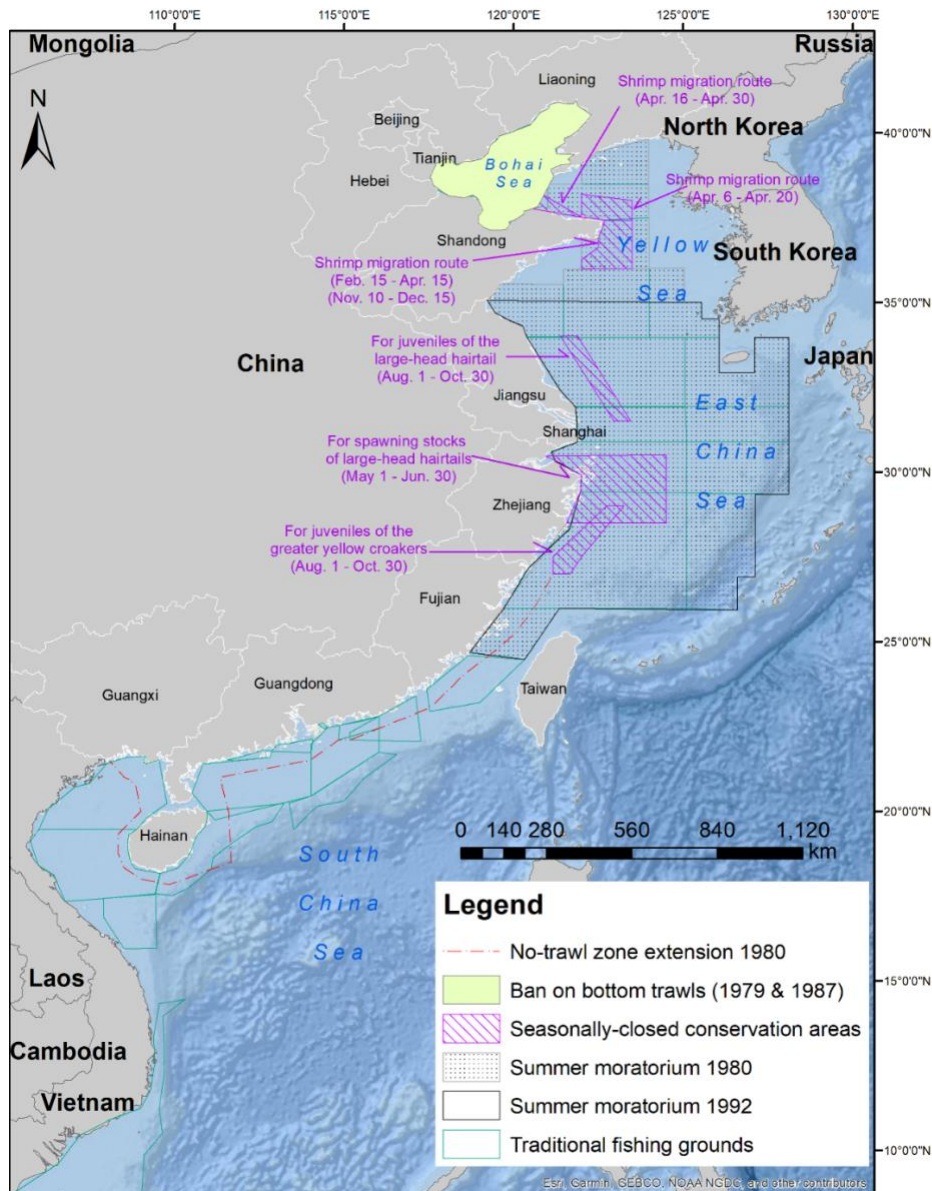 110°0'0"E
115°0'0"E
120°0'0"E
125°0'0"E
130°0'0"E
Mongolia
Russia
N
Liaoning
Shrimp migration route
(Apr. 16 - Apr. 30)
Beijing
North Korea
40°0'0"N
Tianjin
Bohai
Sea
Hebei
Shrimp migration route
(Apr. 6 - Apr. 20)
Shandong
Yellow
Sea
South Korea
Shrimp migration route
(Feb. 15 - Apr. 15)
(Nov. 10 - Dec. 15)
35°0'0"N
China
For juveniles of the
large-head hairtail
(Aug. 1 - Oct. 30)
Japan
Jiangsu
East
China
Sea
Shanghai
For spawning stocks
of large-head hairtails
(May 1 - Jun. 30)
30°0'0"N
Zhejiang
For juveniles of the
greater yellow croakers
(Aug. 1 - Oct. 30)
Fujian
25°0'0"N
Guangxi
Guangdong
Taiwan
20°0'0"N
Hainan
0 140 280 560 840 1,120
km
South
China
Sea
Legend
No-trawl zone extension 1980
Ban on bottom trawls (1979 & 1987)
Seasonally-closed conservation areas
Summer moratorium 1980
Summer moratorium 1992
Traditional fishing grounds
Laos
15°0'0"N
Cambodia
Vietnam
10°0'0"N
Esri, Garmin, GEBCO, NOAA NGDC, and other contributors